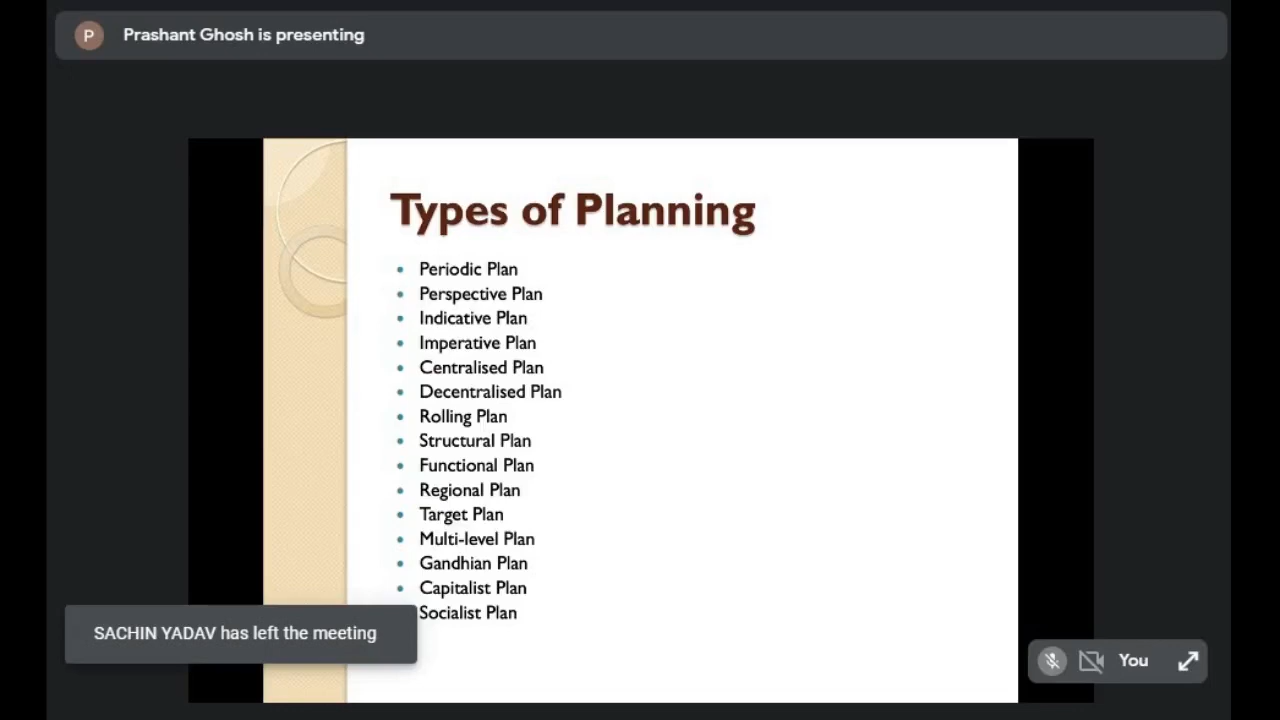 P
Prashant Ghosh is presenting
Types of Planning
• Periodic Plan
• Perspective Plan
• Indicative Plan
• Imperative Plan
• Centralised Plan
• Decentralised Plan
• Rolling Plan
• Structural Plan
• Functional Plan
• Regional Plan
• Target Plan
• Multi-level Plan
• Gandhian Plan
• Capitalist Plan
Socialist Plan
SACHIN YADAV has left the meeting
You